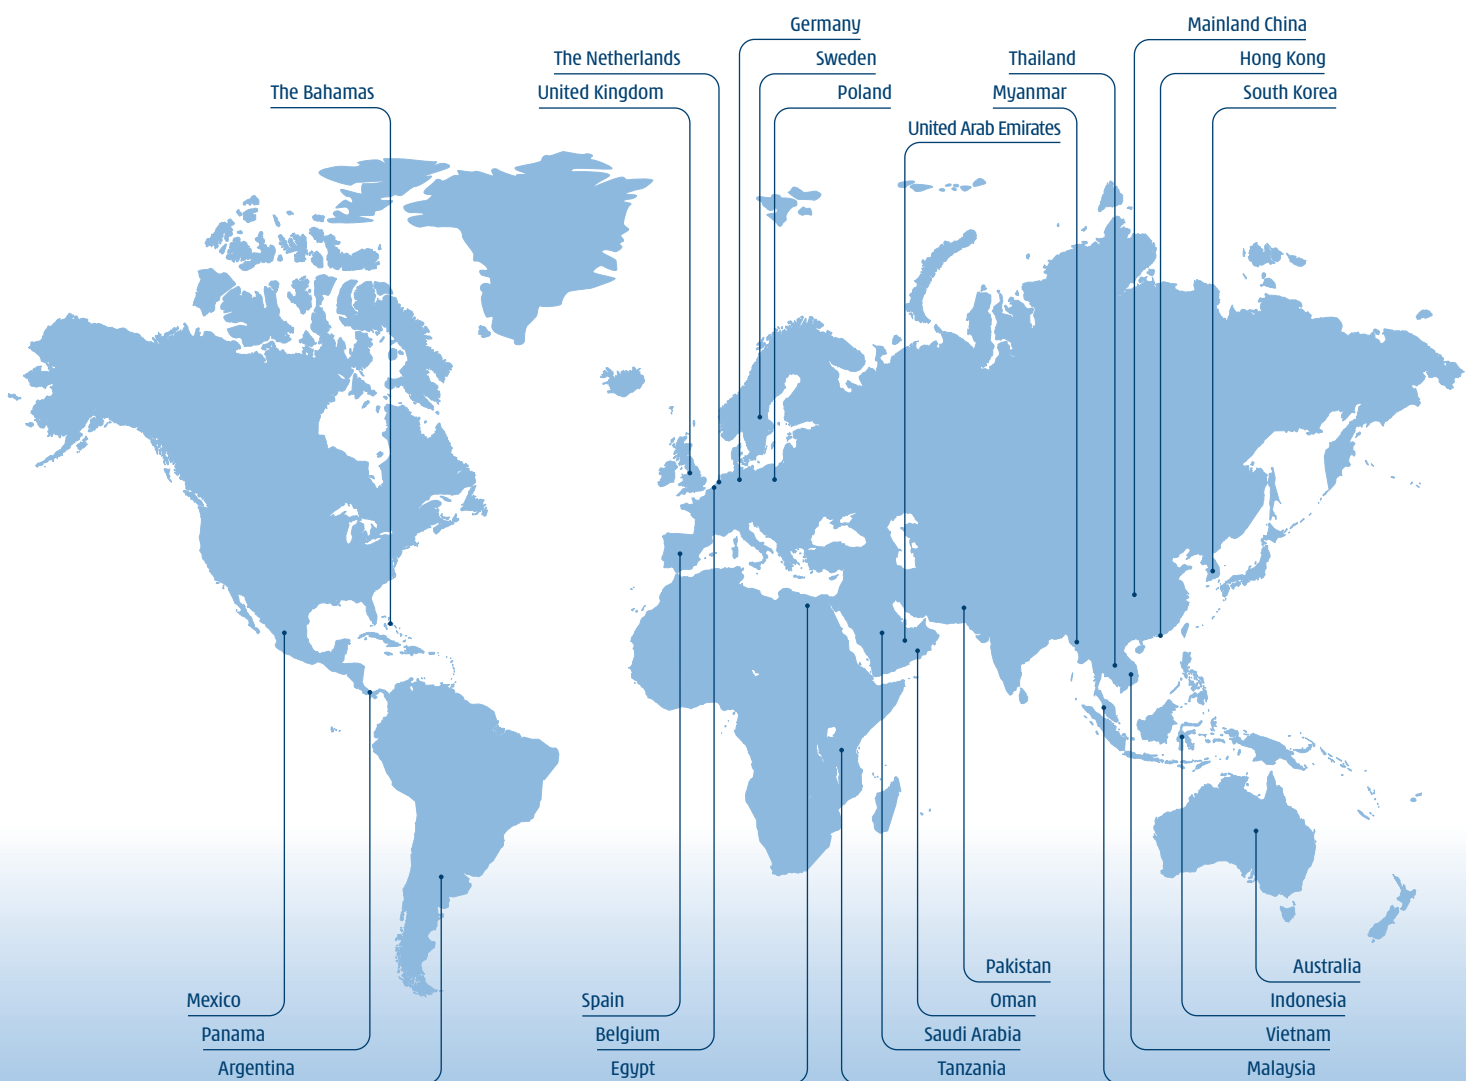 Germany
Mainland China
The Netherlands
Sweden
Thailand
Hong Kong
The Bahamas
United Kingdom
Poland
Myanmar
South Korea
United Arab Emirates
Pakistan
Australia
Mexico
Spain
Oman
Indonesia
Panama
Belgium
Saudi Arabia
Vietnam
Argentina
Egypt
Tanzania
Malaysia